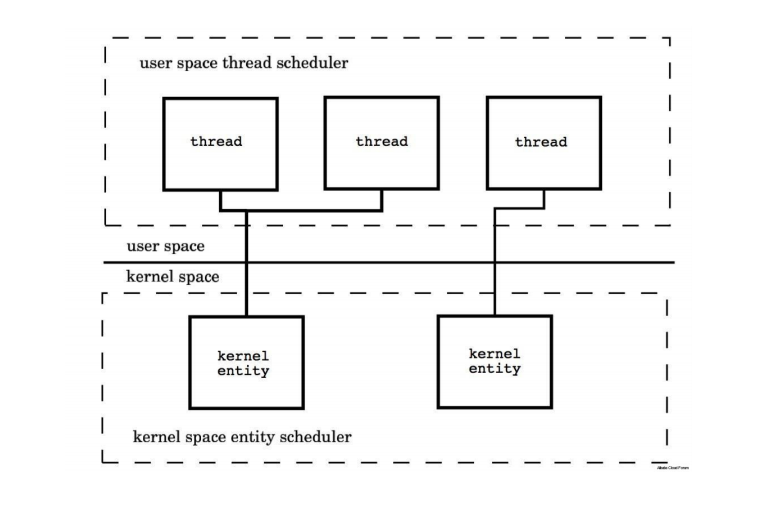 user space thread scheduler
thread
thread
thread
user space
kernel space
kernel
entity
kernel
entity
kernel space entity scheduler